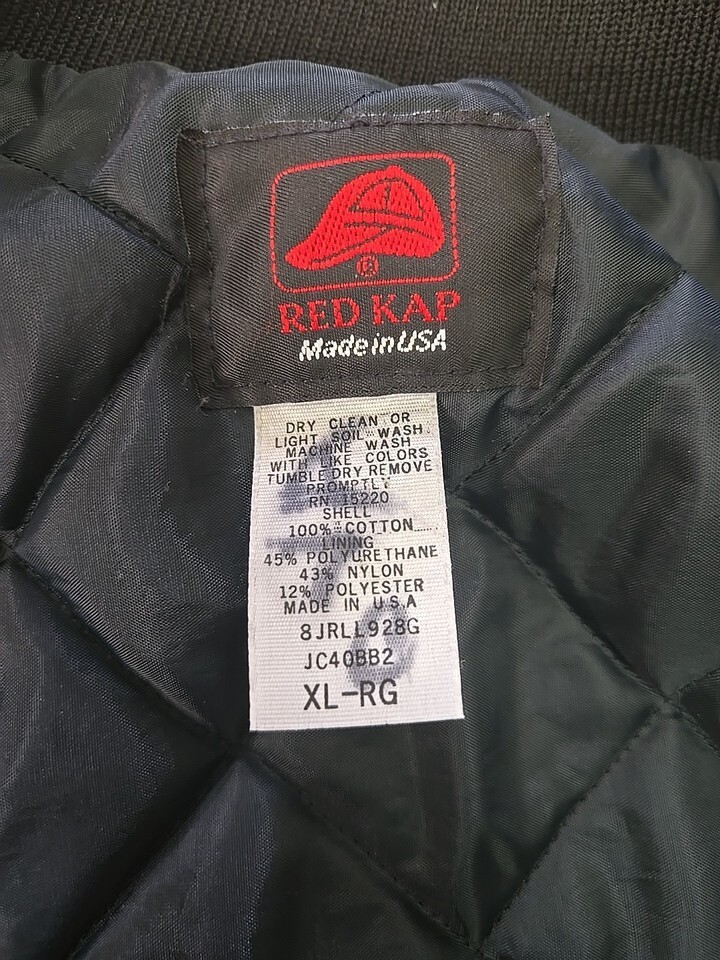 ®
RED KAP
Made in USA
DRY CLEAN OR
LIGHT SOIL WASH
MACHINE WASH
WITH LIKE COLORS
TUMBLE DRY REMOVE
PROMPTLY
RN 15220
SHELL
100% COTTON
LINING
45% POLYURETHANE
43% NYLON
12% POLYESTER
MADE IN U.S.A
8JRLL928G
JC40BB2
XL-RG